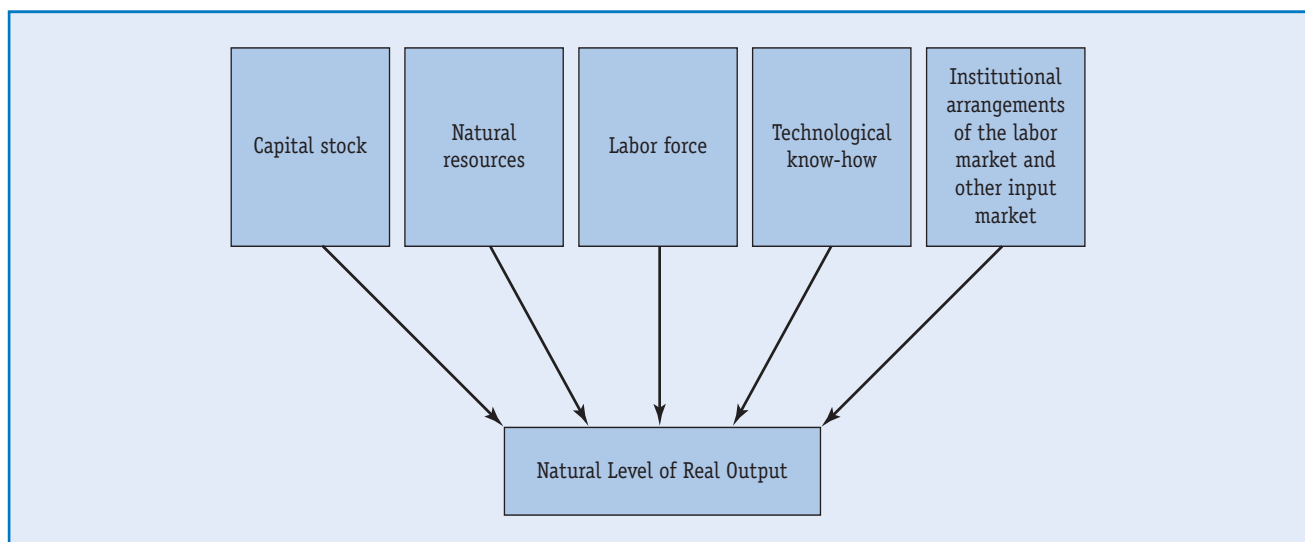 Capital stock
Natural
resources
Labor force
Technological
know-how
Institutional
arrangements
of the labor
market and
other input
market
Natural Level of Real Output